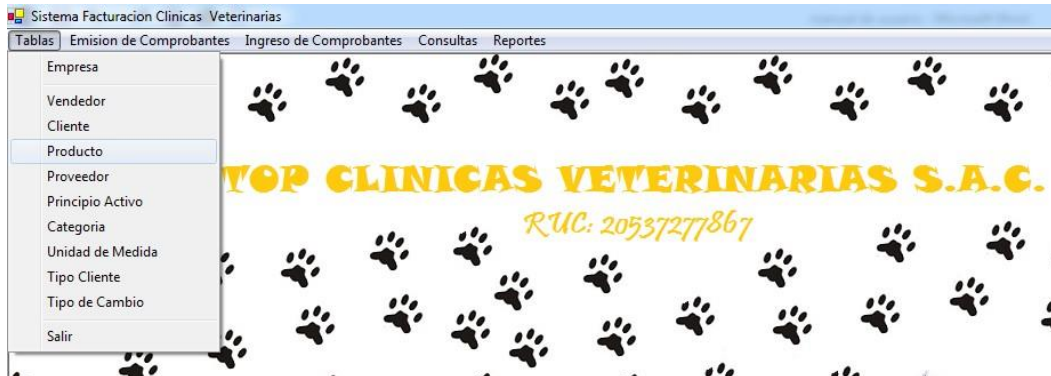 Sistema Facturacion Clinicas Veterinarias
Tablas Emision de Comprobantes Ingreso de Comprobantes Consultas Reportes
Empresa
Vendedor
Cliente
Producto
Proveedor
Principio Activo
Categoria
Unidad de Medida
Tipo Cliente
Tipo de Cambio
Salir
TOP CLINICAS VETERINARIAS S.A.C.
RUC: 20537277867